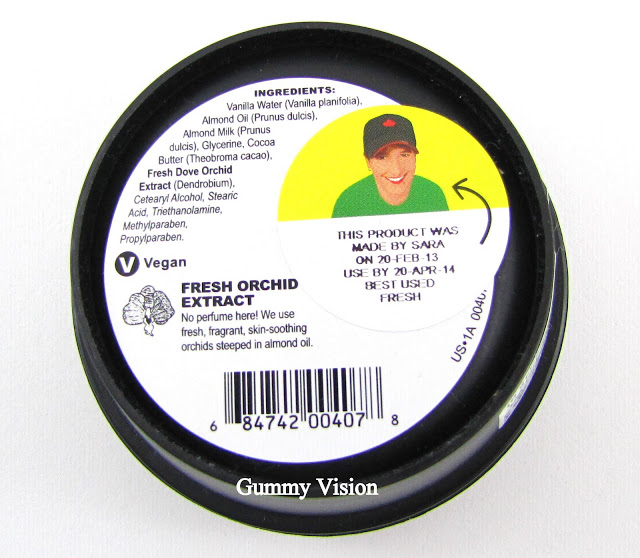 INGREDIENTS:
Vanilla Water (Vanilla planifolia),
Almond Oil (Prunus dulcis),
Almond Milk (Prunus
dulcis), Glycerine, Cocoa
Butter (Theobroma cacao),
Fresh Dove Orchid
Extract (Dendrobium),
Cetearyl Alcohol, Stearic
Acid, Triethanolamine,
Methylparaben,
Propylparaben.
V Vegan
THIS PRODUCT WAS
MADE BY SARA
ON 20-FEB-13
USE BY 20-APR-14
BEST USED
FRESH
FRESH ORCHID
EXTRACT
No perfume here! We use
fresh, fragrant, skin-soothing
orchids steeped in almond oil.
US•1A 00407
6 84742 00407 8
Gummy Vision